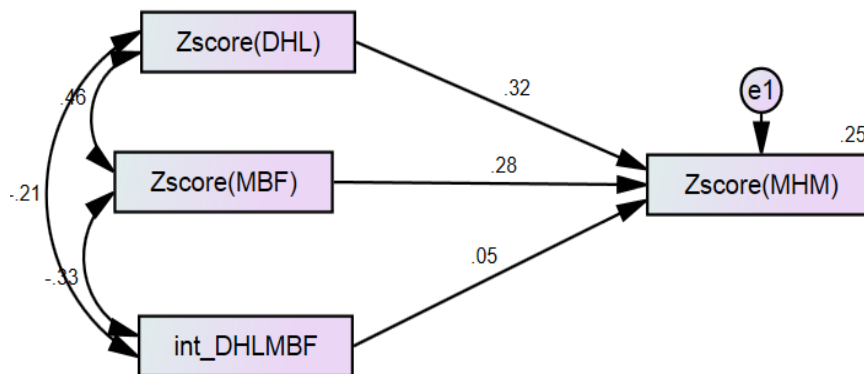 Zscore(DHL)
.46
.32
e1
.25
Zscore(MBF)
.28
Zscore(MHM)
-.21
-.33
.05
int_DHLMBF